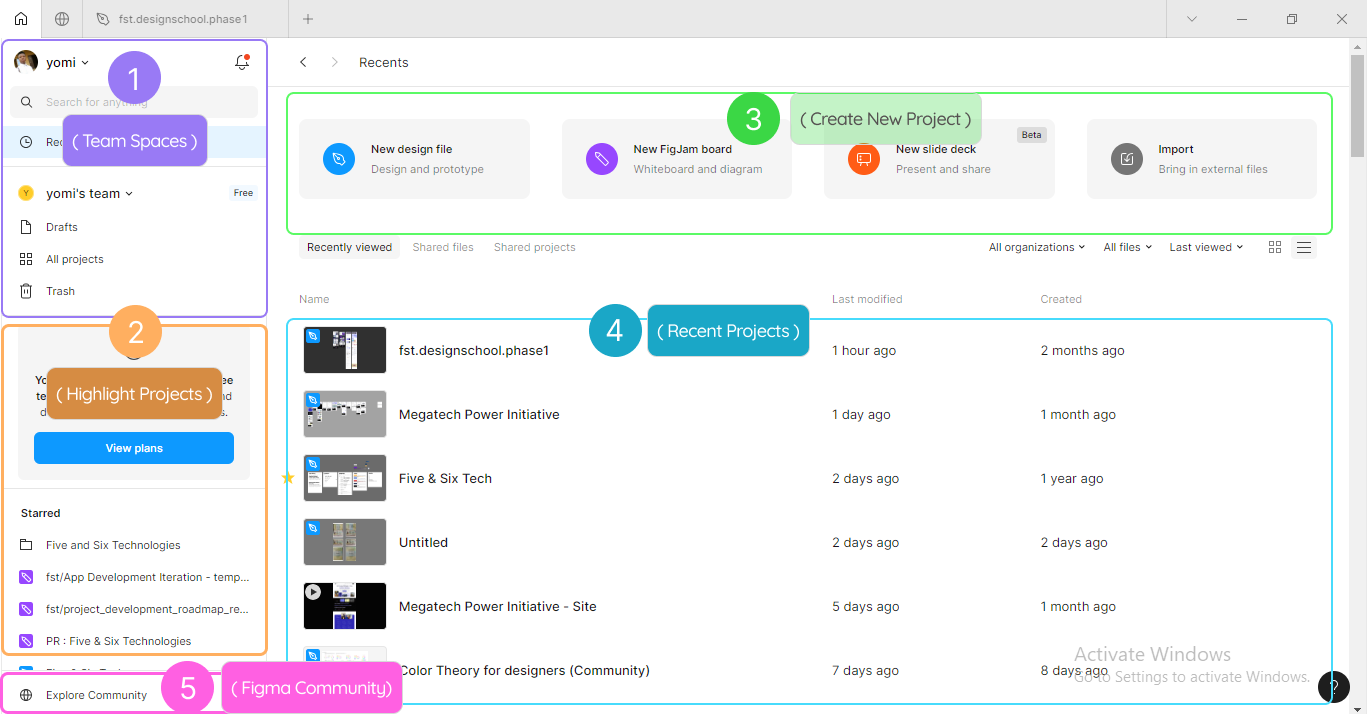 fst.designschool.phase1
yomi
1
Search for anything
( Team Spaces )
yomi's team
Free
Drafts
All projects
Trash
2
( Highlight Projects )
View plans
Starred
Five and Six Technologies
fst/App Development Iteration - temp...
fst/project_development_roadmap_re...
PR : Five & Six Technologies
Explore Community
5
( Figma Community)
Recents
3
( Create New Project )
New design file
Design and prototype
New FigJam board
Whiteboard and diagram
New slide deck
Present and share
Beta
Import
Bring in external files
Recently viewed Shared files Shared projects All organizations All files Last viewed
Name Last modified Created
4
( Recent Projects )
fst.designschool.phase1 1 hour ago 2 months ago
Megatech Power Initiative 1 day ago 1 month ago
Five & Six Tech 2 days ago 1 year ago
Untitled 2 days ago 2 days ago
Megatech Power Initiative - Site 5 days ago 1 month ago
Color Theory for designers (Community) 7 days ago 8 days ago
Activate Windows
Go to Settings to activate Windows.
?